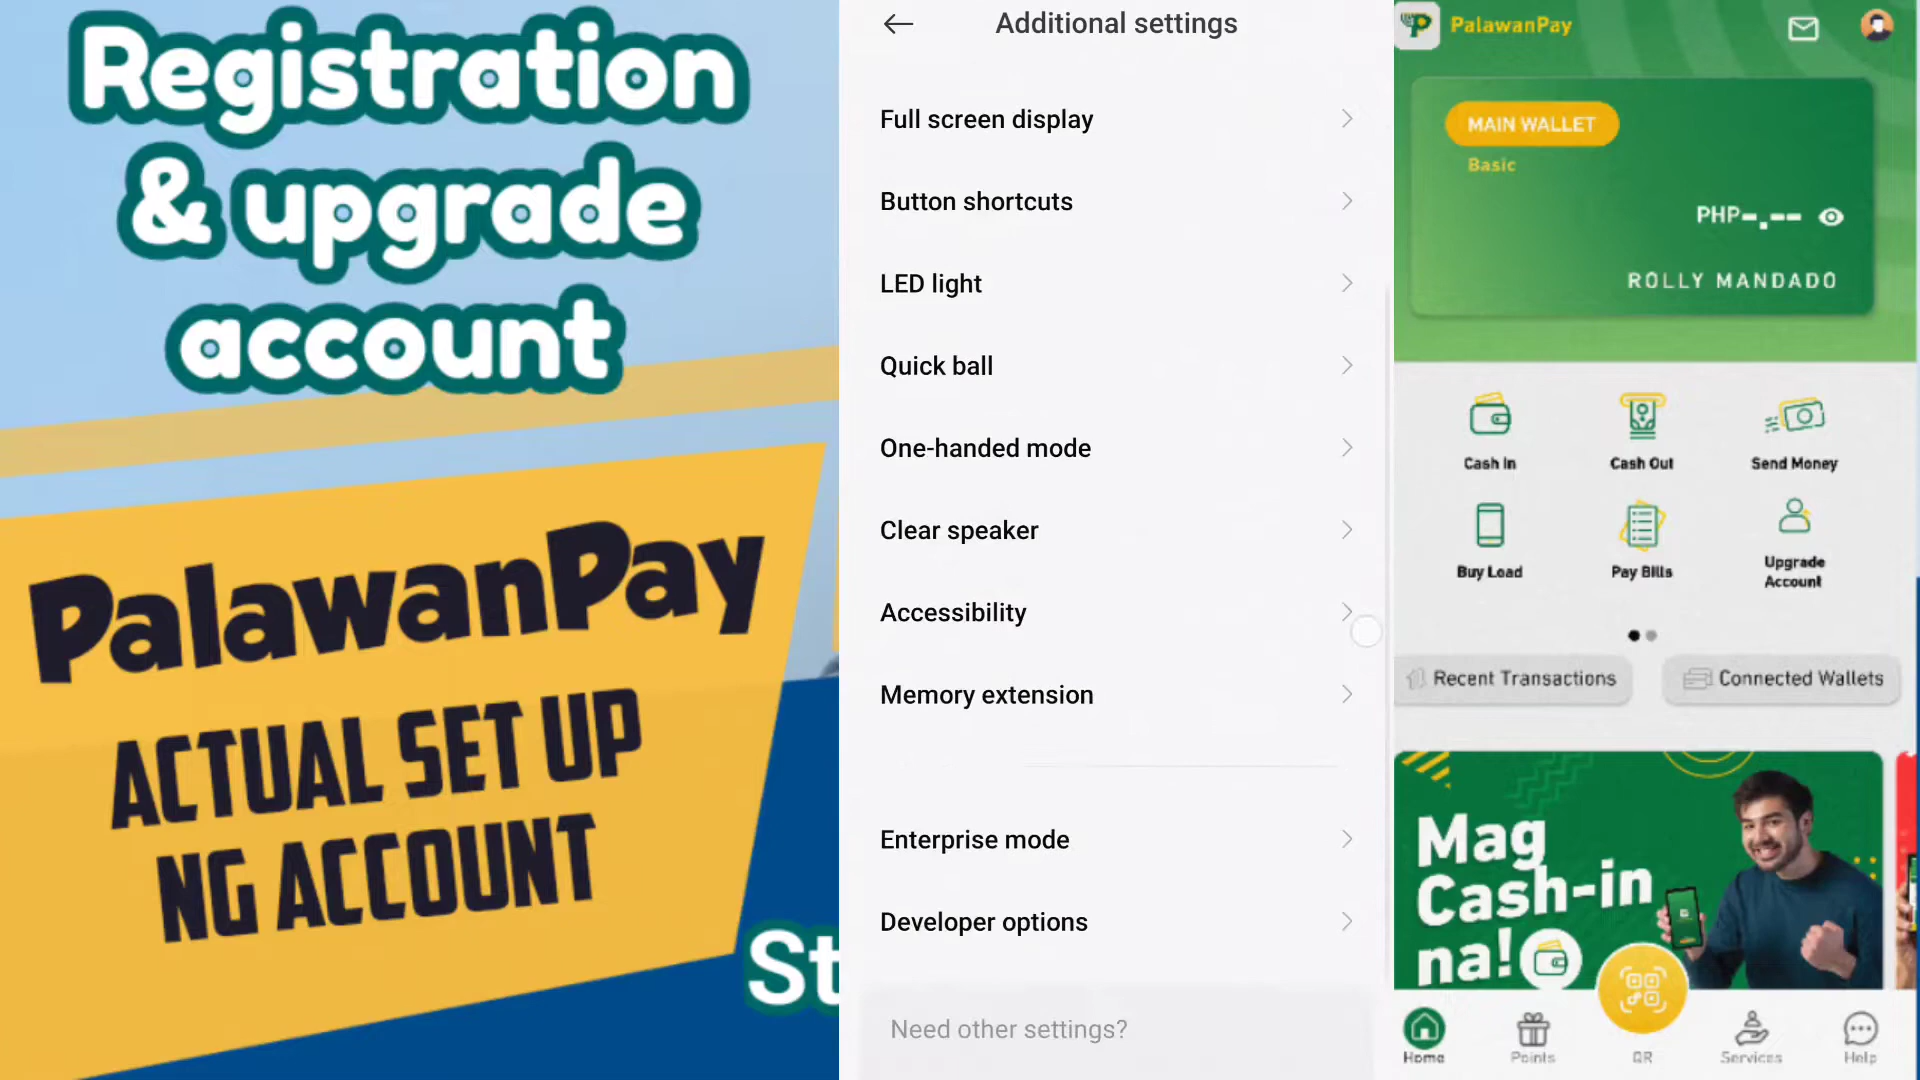 Registration
& upgrade
account
PalawanPay
ACTUAL SET UP
NG ACCOUNT
St
Additional settings
Full screen display
Button shortcuts
LED light
Quick ball
One-handed mode
Clear speaker
Accessibility
Memory extension
Enterprise mode
Developer options
Need other settings?
PalawanPay
MAIN WALLET
Basic
PHP-.--
ROLLY MANDADO
Cash In
Cash Out
Send Money
Buy Load
Pay Bills
Upgrade
Account
Recent Transactions
Connected Wallets
Mag
Cash-in
na!
Home
Points
QR
Services
Help